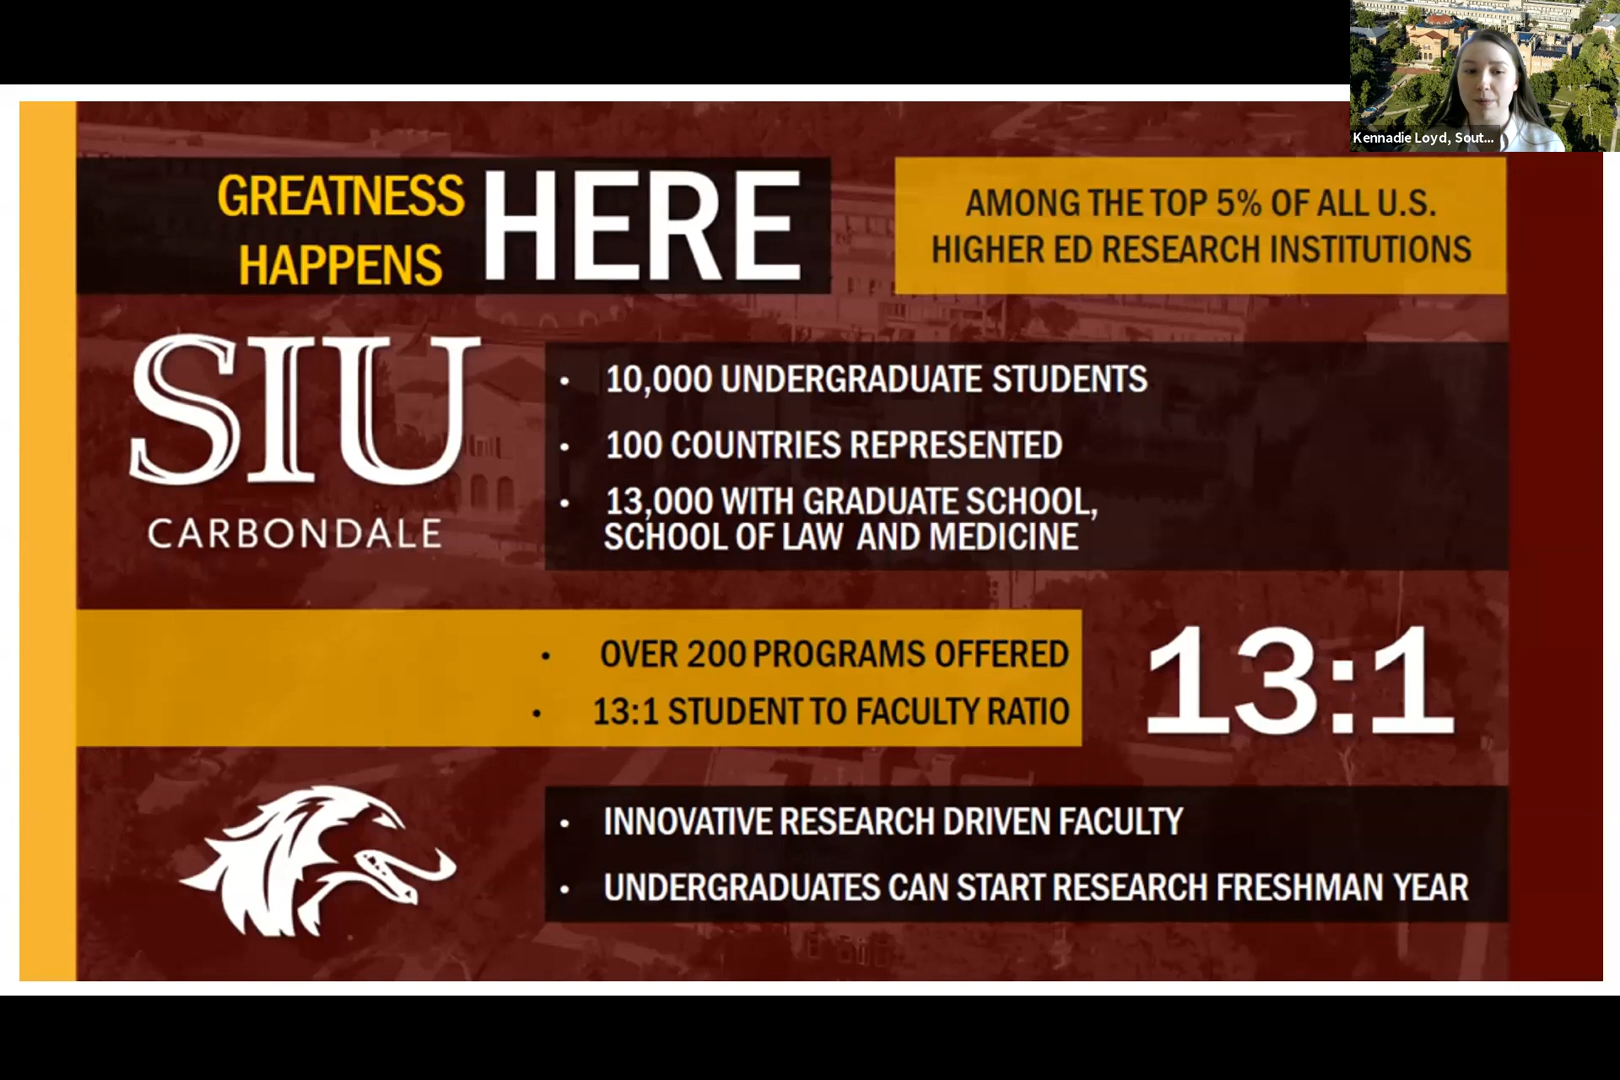 Kennadie Loyd, Sout...
GREATNESS
HAPPENS
HERE
AMONG THE TOP 5% OF ALL U.S.
HIGHER ED RESEARCH INSTITUTIONS
SIU
CARBONDALE
• 10,000 UNDERGRADUATE STUDENTS
• 100 COUNTRIES REPRESENTED
• 13,000 WITH GRADUATE SCHOOL,
SCHOOL OF LAW AND MEDICINE
• OVER 200 PROGRAMS OFFERED
• 13:1 STUDENT TO FACULTY RATIO
13:1
• INNOVATIVE RESEARCH DRIVEN FACULTY
• UNDERGRADUATES CAN START RESEARCH FRESHMAN YEAR